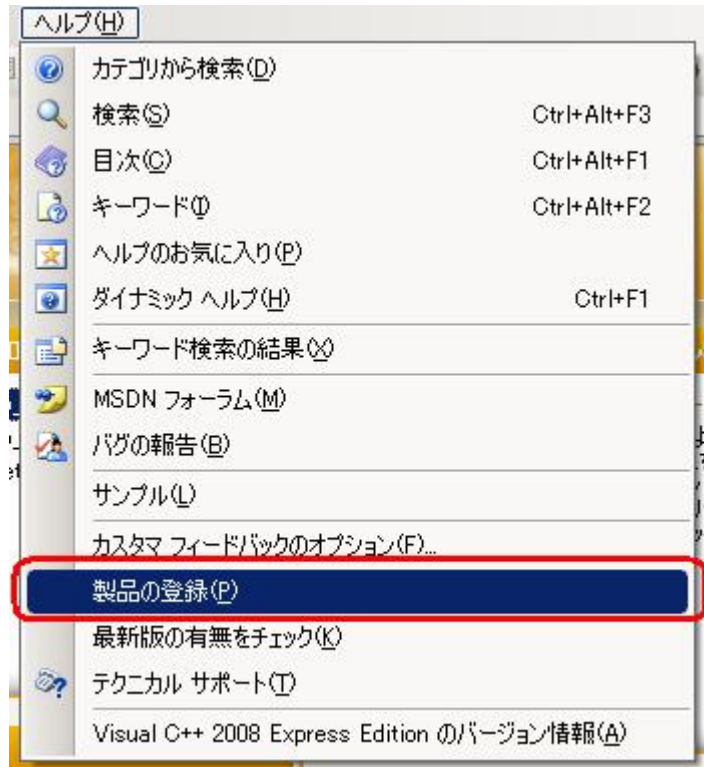 ヘルプ(H)
カテゴリから検索(D)
検索(S) Ctrl+Alt+F3
目次(C) Ctrl+Alt+F1
キーワード(I) Ctrl+Alt+F2
ヘルプのお気に入り(P)
ダイナミック ヘルプ(H) Ctrl+F1
キーワード検索の結果(X)
MSDN フォーラム(M)
バグの報告(B)
サンプル(L)
カスタマ フィードバックのオプション(F)...
製品の登録(P)
最新版の有無をチェック(K)
テクニカル サポート(T)
Visual C++ 2008 Express Edition のバージョン情報(A)